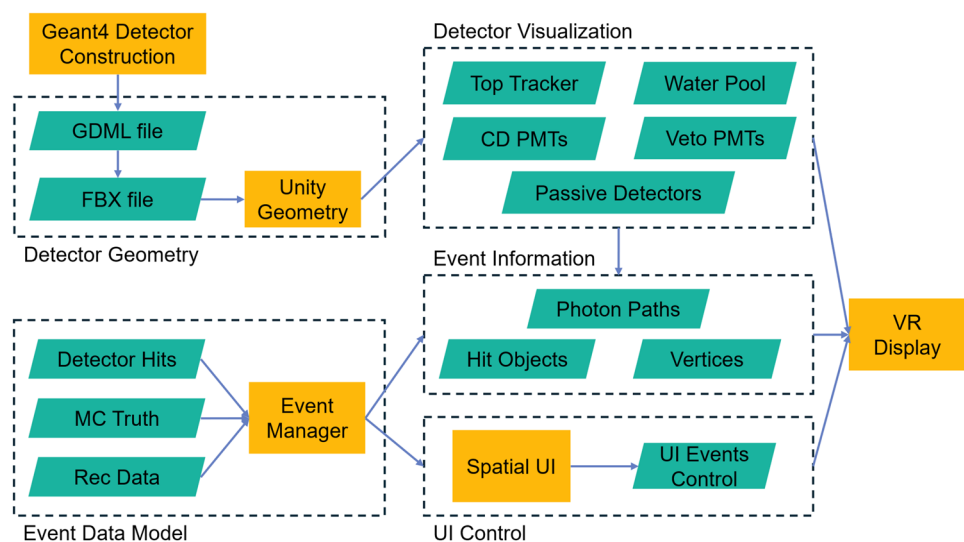 Geant4 Detector
Construction
GDML file
FBX file
Unity
Geometry
Detector Geometry
Detector Visualization
Top Tracker
Water Pool
CD PMTs
Veto PMTs
Passive Detectors
Event Information
Photon Paths
Hit Objects
Vertices
Detector Hits
MC Truth
Rec Data
Event
Manager
Event Data Model
Spatial UI
UI Events
Control
UI Control
VR
Display